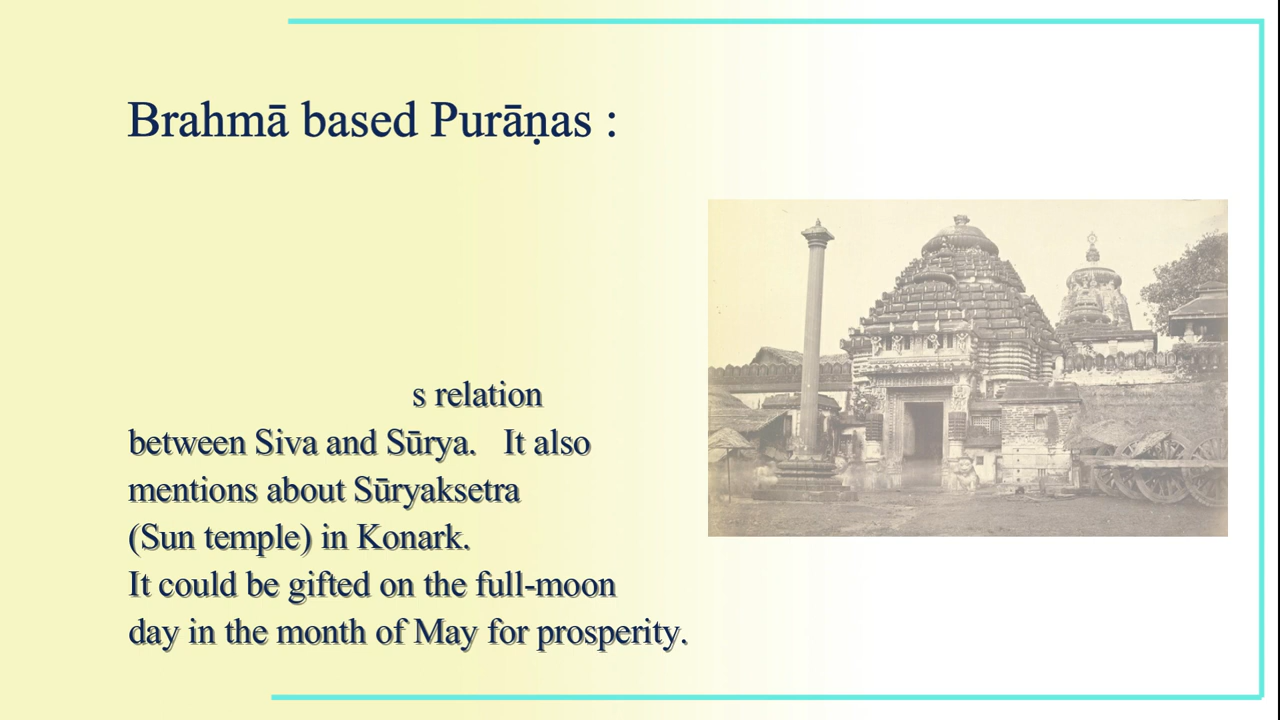 Brahmā based Purāṇas :
s relation
between Siva and Sūrya. It also
mentions about Sūryaksetra
(Sun temple) in Konark.
It could be gifted on the full-moon
day in the month of May for prosperity.